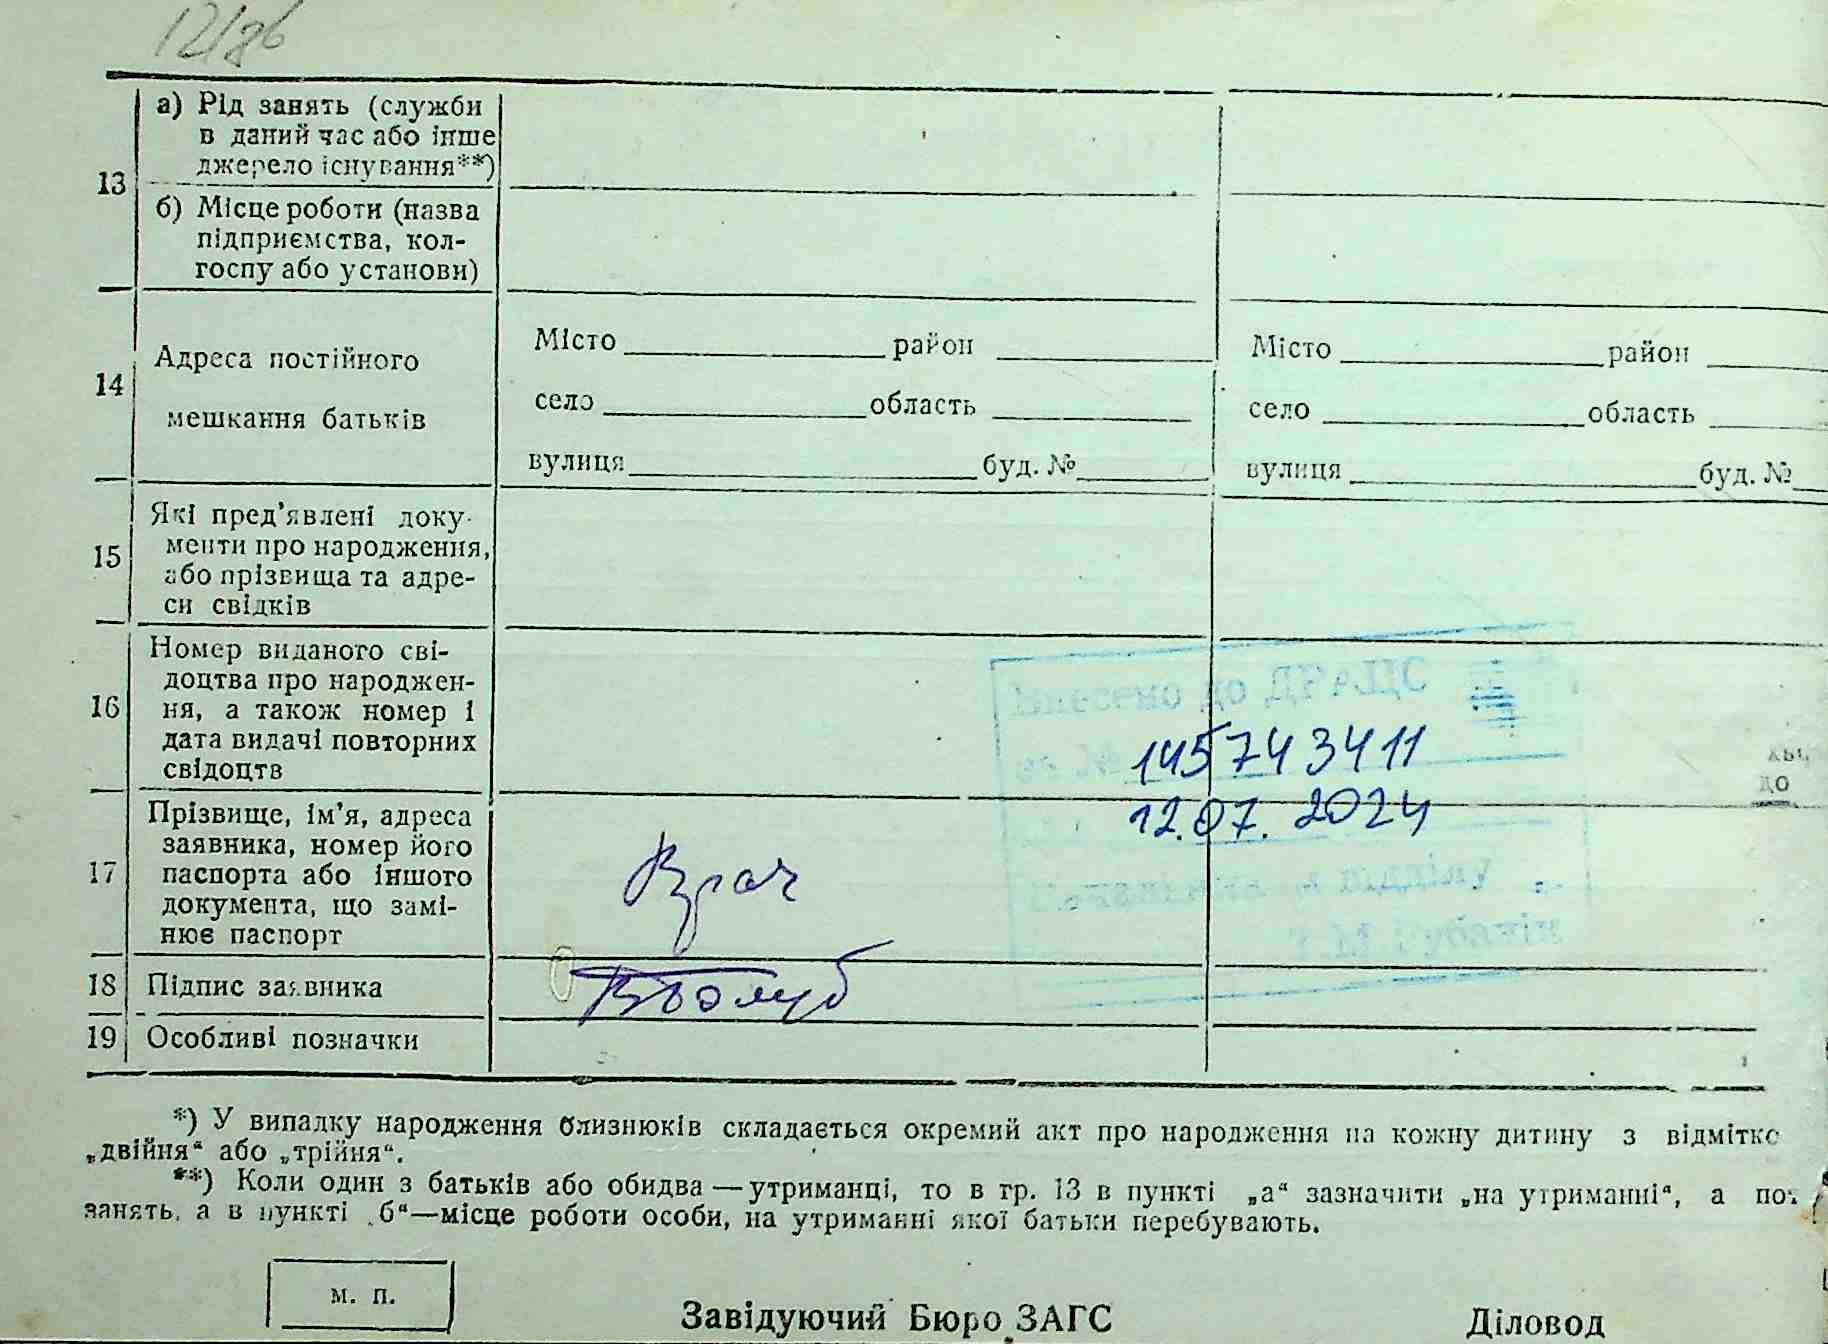 12/86
13
а) Рід занять (служби
в даний час або інше
джерело існування**)
б) Місце роботи (назва
підприємства, кол-
госпу або установи)
14
Адреса постійного
мешкання батьків
Місто район
село область
вулиця буд. №
Місто район
село область
вулиця буд. №
15
Які пред'явлені доку-
менти про народження,
або прізвища та адре-
си свідків
16
Номер виданого сві-
доцтва про народжен-
ня, а також номер і
дата видачі повторних
свідоцтв
Внесено до ДРАЦС
за № 145743411
12.07.2024
відділу
до
17
Прізвище, ім'я, адреса
заявника, номер його
паспорта або іншого
документа, що замі-
нює паспорт
Врач
18
Підпис заявника
19
Особливі позначки
*) У випадку народження близнюків складається окремий акт про народження на кожну дитину з відмітко
„двійня“ або „трійня“.
**) Коли один з батьків або обидва — утриманці, то в гр. 13 в пункті „а“ зазначити „на утриманні“, а
занять, а в пункті „б“—місце роботи особи, на утриманні якої батьки перебувають.
м. п.
Завідуючий Бюро ЗАГС
Діловод